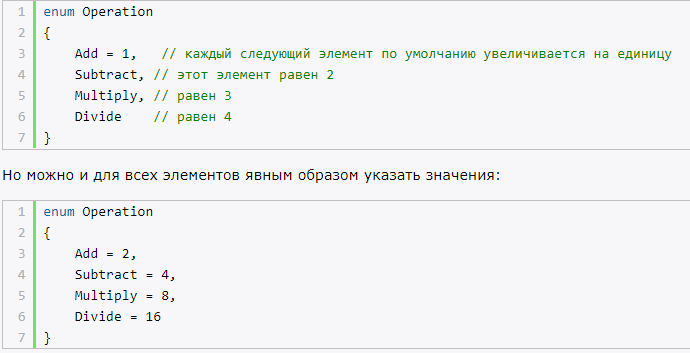 1 enum Operation
2 {
3     Add = 1,   // каждый следующий элемент по умолчанию увеличивается на единицу
4     Subtract, // этот элемент равен 2
5     Multiply, // равен 3
6     Divide    // равен 4
7 }
Но можно и для всех элементов явным образом указать значения:
1 enum Operation
2 {
3     Add = 2,
4     Subtract = 4,
5     Multiply = 8,
6     Divide = 16
7 }